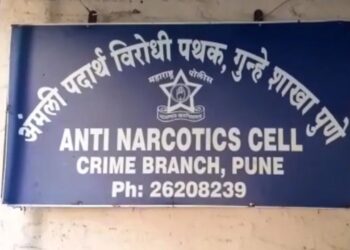 अंमली पदार्थ विरोधी पथक, गुन्हे शाखा पुणे
महाराष्ट्र पोलीस
ANTI NARCOTICS CELL
CRIME BRANCH, PUNE
Ph: 26208239